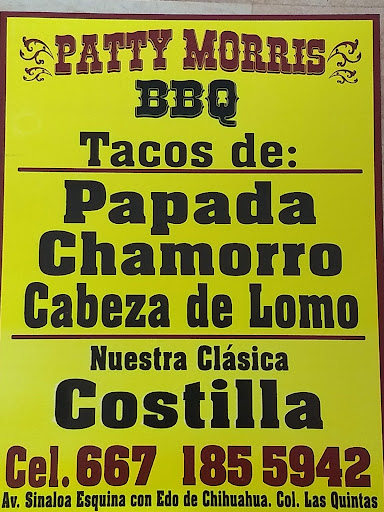 PATTY MORRIS
BBQ
Tacos de:
Papada
Chamorro
Cabeza de Lomo
Nuestra Clásica
Costilla
Cel. 667 185 5942
Av. Sinaloa Esquina con Edo de Chihuahua. Col. Las Quintas